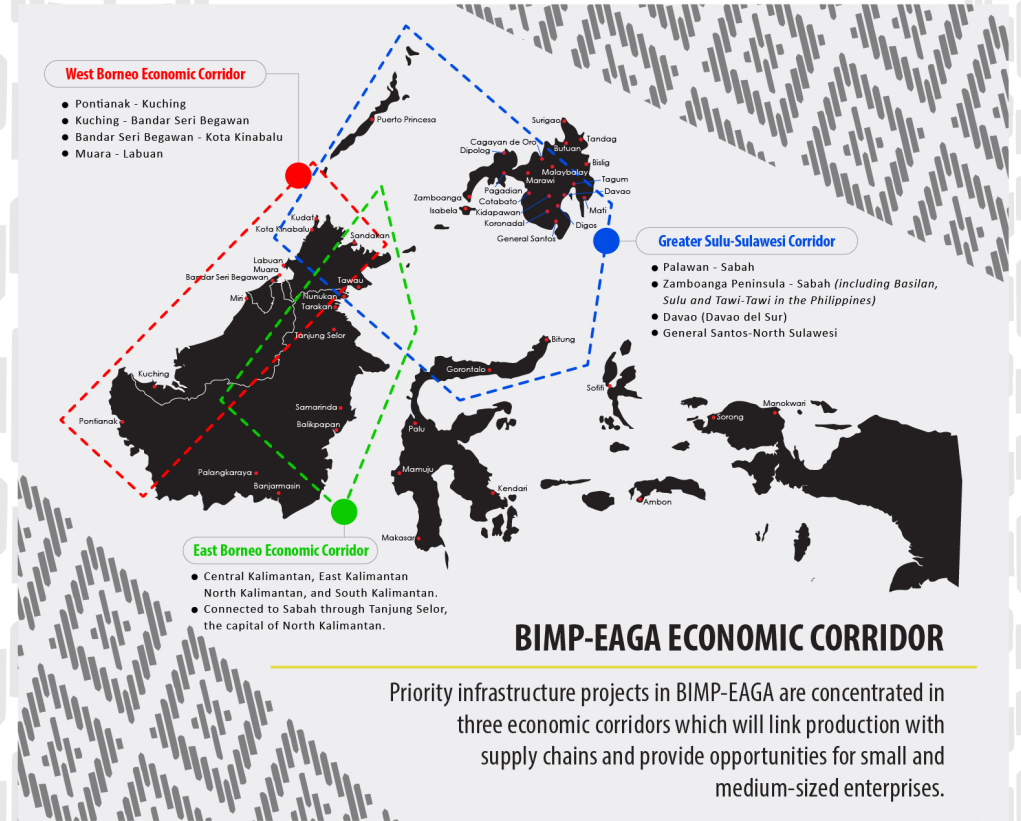 West Borneo Economic Corridor
● Pontianak - Kuching
● Kuching - Bandar Seri Begawan
● Bandar Seri Begawan - Kota Kinabalu
● Muara - Labuan
Puerto Princesa
Surigao
Tandag
Cagayan de Oro
Butuan
Dipolog
Bislig
Malaybalay
Marawi
Tagum
Pagadian
Davao
Zamboanga
Cotabato
Isabela
Kidapawan
Mati
Koronadal
Digos
General Santos
Kudat
Kota Kinabalu
Sandakan
Labuan
Muara
Bandar Seri Begawan
Tawau
Miri
Nunukan
Tarakan
Tanjung Selor
Kuching
Samarinda
Pontianak
Balikpapan
Palangkaraya
Banjarmasin
Greater Sulu-Sulawesi Corridor
● Palawan - Sabah
● Zamboanga Peninsula - Sabah (including Basilan,
Sulu and Tawi-Tawi in the Philippines)
● Davao (Davao del Sur)
● General Santos-North Sulawesi
Bitung
Gorontalo
Sofifi
Manokwari
Sorong
Palu
Mamuju
Kendari
Ambon
Makasar
East Borneo Economic Corridor
● Central Kalimantan, East Kalimantan
North Kalimantan, and South Kalimantan.
● Connected to Sabah through Tanjung Selor,
the capital of North Kalimantan.
BIMP-EAGA ECONOMIC CORRIDOR
Priority infrastructure projects in BIMP-EAGA are concentrated in
three economic corridors which will link production with
supply chains and provide opportunities for small and
medium-sized enterprises.